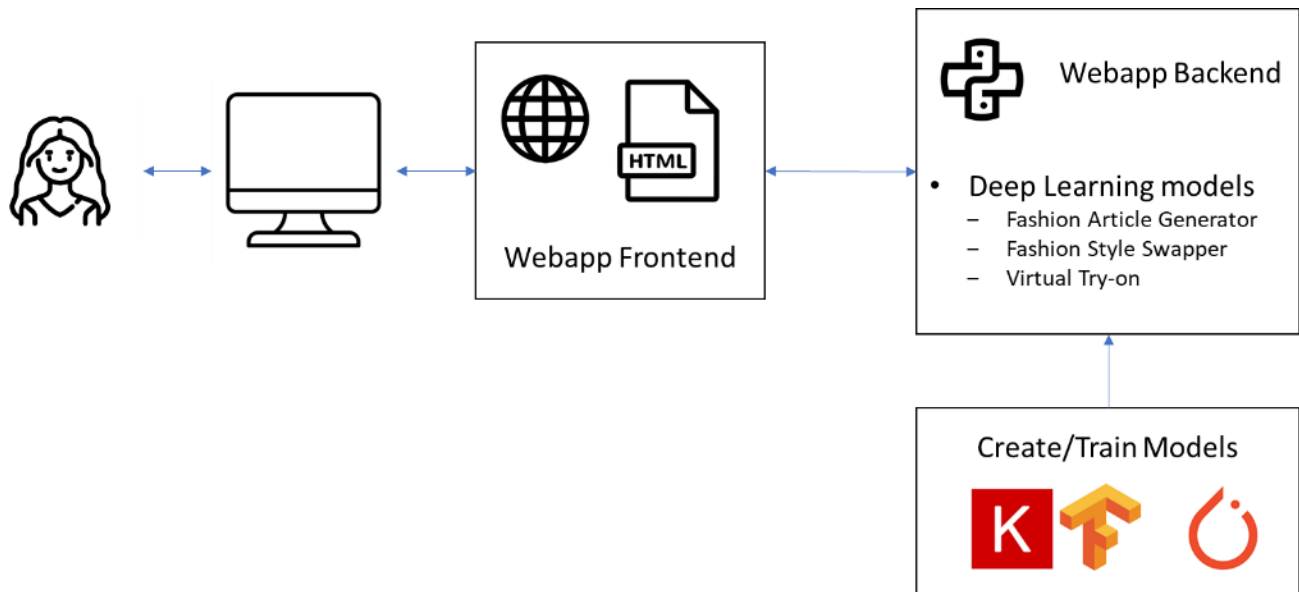 HTML
Webapp Frontend
Webapp Backend
• Deep Learning models
– Fashion Article Generator
– Fashion Style Swapper
– Virtual Try-on
Create/Train Models
K